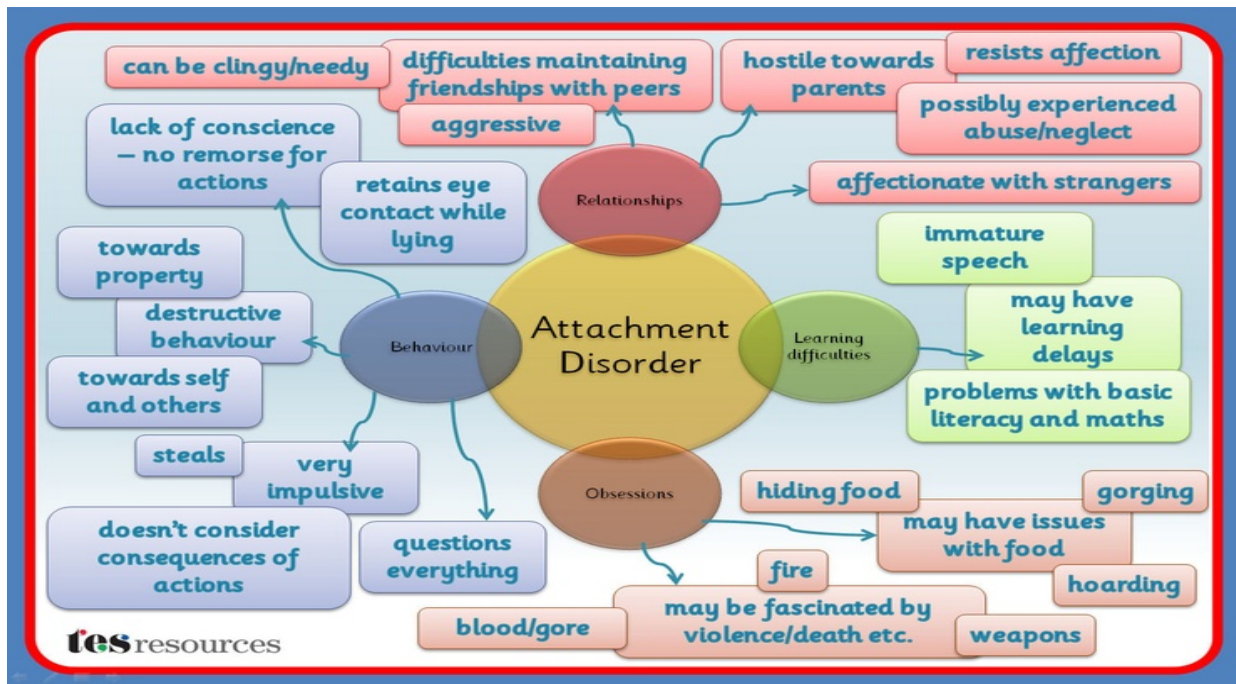 can be clingy/needy
difficulties maintaining
friendships with peers
aggressive
hostile towards
parents
resists affection
possibly experienced
abuse/neglect
affectionate with strangers
Relationships
lack of conscience
– no remorse for
actions
retains eye
contact while
lying
towards
property
destructive
behaviour
towards self
and others
Behaviour
Attachment
Disorder
Learning
difficulties
immature
speech
may have
learning
delays
problems with basic
literacy and maths
steals
very
impulsive
doesn't consider
consequences of
actions
questions
everything
Obsessions
hiding food
gorging
may have issues
with food
hoarding
fire
may be fascinated by
violence/death etc.
blood/gore
weapons
tes resources